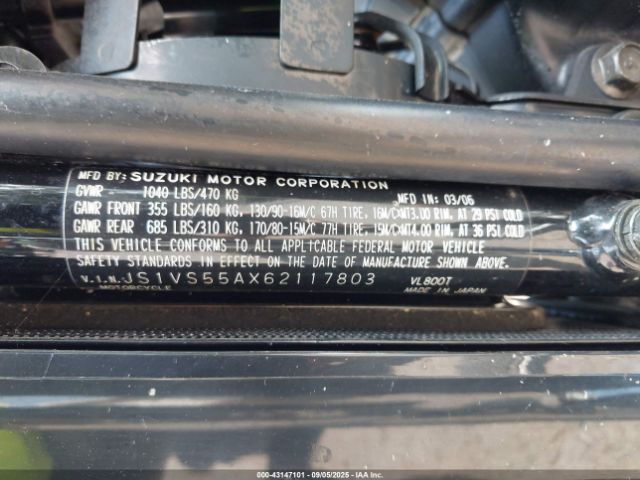 MFD BY: SUZUKI MOTOR CORPORATION
GVWR 1040 LBS/470 KG MFD IN: 03/06
GAWR FRONT 355 LBS/160 KG, 130/90-16M/C 67H TIRE, 16M/C×MT3.00 RIM, AT 29 PSI COLD
GAWR REAR 685 LBS/310 KG, 170/80-15M/C 77H TIRE, 15M/C×MT4.00 RIM, AT 36 PSI COLD
THIS VEHICLE CONFORMS TO ALL APPLICABLE FEDERAL MOTOR VEHICLE
SAFETY STANDARDS IN EFFECT ON THE DATE OF MANUFACTURE SHOWN ABOVE.
V.I.N. JS1VS55AX62117803 VL800T
MOTORCYCLE MADE IN JAPAN
© - 43147101 - 09/05/2025 - IAAI.com